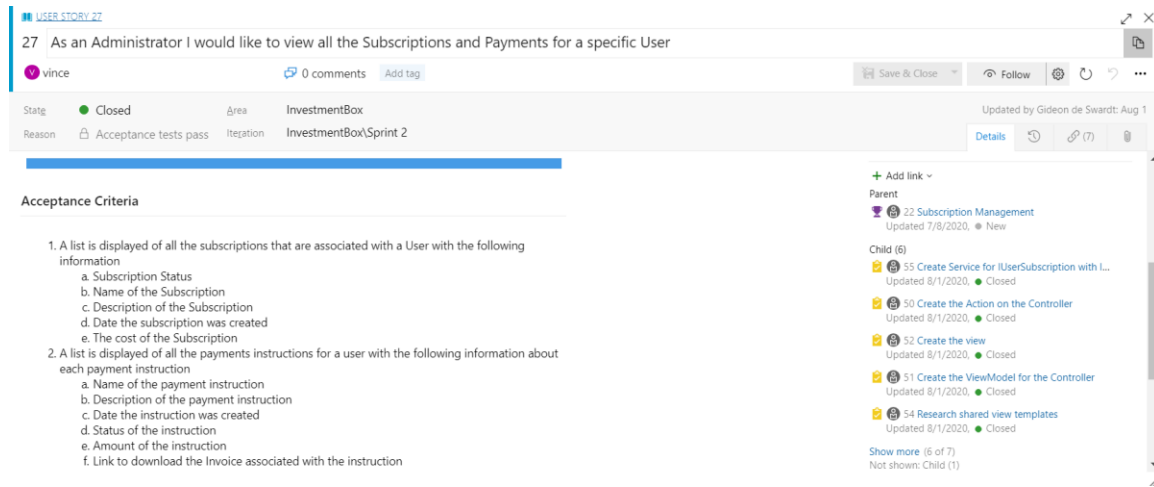 USER STORY 27
27 As an Administrator I would like to view all the Subscriptions and Payments for a specific User
V vince 0 comments Add tag Save & Close Follow
State Closed Area InvestmentBox Updated by Gideon de Swardt: Aug 1
Reason Acceptance tests pass Iteration InvestmentBox\Sprint 2 Details (7)
Acceptance Criteria
1. A list is displayed of all the subscriptions that are associated with a User with the following
information
a. Subscription Status
b. Name of the Subscription
c. Description of the Subscription
d. Date the subscription was created
e. The cost of the Subscription
2. A list is displayed of all the payments instructions for a user with the following information about
each payment instruction
a. Name of the payment instruction
b. Description of the payment instruction
c. Date the instruction was created
d. Status of the instruction
e. Amount of the instruction
f. Link to download the Invoice associated with the instruction
+ Add link
Parent
22 Subscription Management
Updated 7/8/2020, New
Child (6)
55 Create Service for IUserSubscription with I...
Updated 8/1/2020, Closed
50 Create the Action on the Controller
Updated 8/1/2020, Closed
52 Create the view
Updated 8/1/2020, Closed
51 Create the ViewModel for the Controller
Updated 8/1/2020, Closed
54 Research shared view templates
Updated 8/1/2020, Closed
Show more (6 of 7)
Not shown: Child (1)